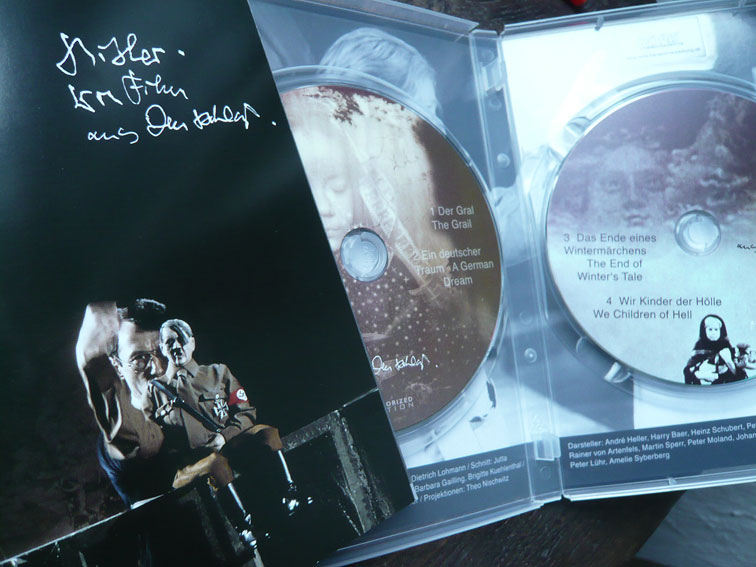 Hitler.
Ein Film
aus Deutschland.
1 Der Gral
The Grail
2 Ein deutscher
Traum «A German
Dream
3 Das Ende eines
Wintermärchens
The End of
Winter's Tale
4 Wir Kinder der Hölle
We Children of Hell
Dietrich Lohmann / Schnitt: Jutta
Barbara Gailling, Brigitte Kuehlenthal /
/ Projektionen: Theo Nischwitz
Darsteller: André Heller, Harry Baer, Heinz Schubert, Pe
Rainer von Artenfels, Martin Sperr, Peter Moland, Johan
Peter Lühr, Amelie Syberberg